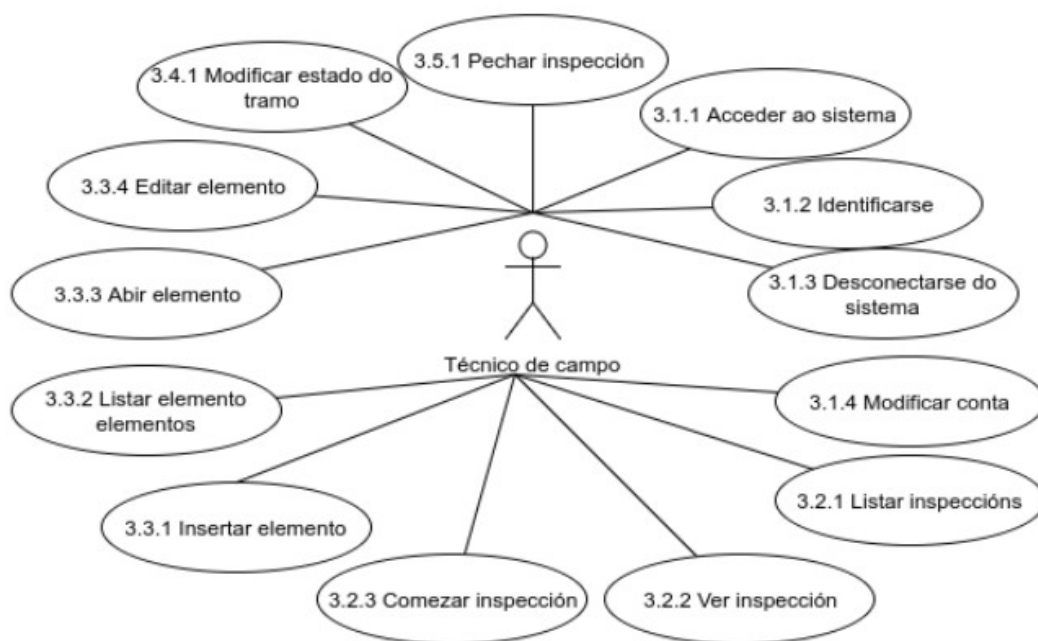 3.5.1 Pechar inspección
3.4.1 Modificar estado do
tramo
3.1.1 Acceder ao sistema
3.3.4 Editar elemento
3.1.2 Identificarse
3.3.3 Abir elemento
3.1.3 Desconectarse do
sistema
Técnico de campo
3.3.2 Listar elemento
elementos
3.1.4 Modificar conta
3.2.1 Listar inspeccións
3.3.1 Insertar elemento
3.2.3 Comezar inspección
3.2.2 Ver inspección